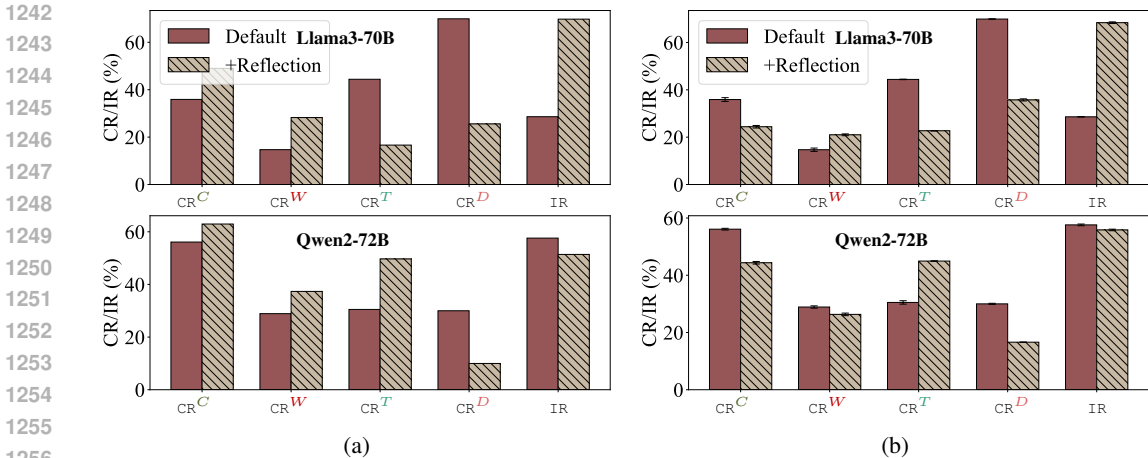 1242
1243
1244
1245
1246
1247
1248
1249
1250
1251
1252
1253
1254
1255
1256
CR/IR (%)
60
40
20
0
Default Llama3-70B
+Reflection
CR^C CR^W CR^T CR^D IR
CR/IR (%)
60
40
20
0
Qwen2-72B
CR^C CR^W CR^T CR^D IR
(a)
CR/IR (%)
60
40
20
0
Default Llama3-70B
+Reflection
CR^C CR^W CR^T CR^D IR
CR/IR (%)
60
40
20
0
Qwen2-72B
CR^C CR^W CR^T CR^D IR
(b)